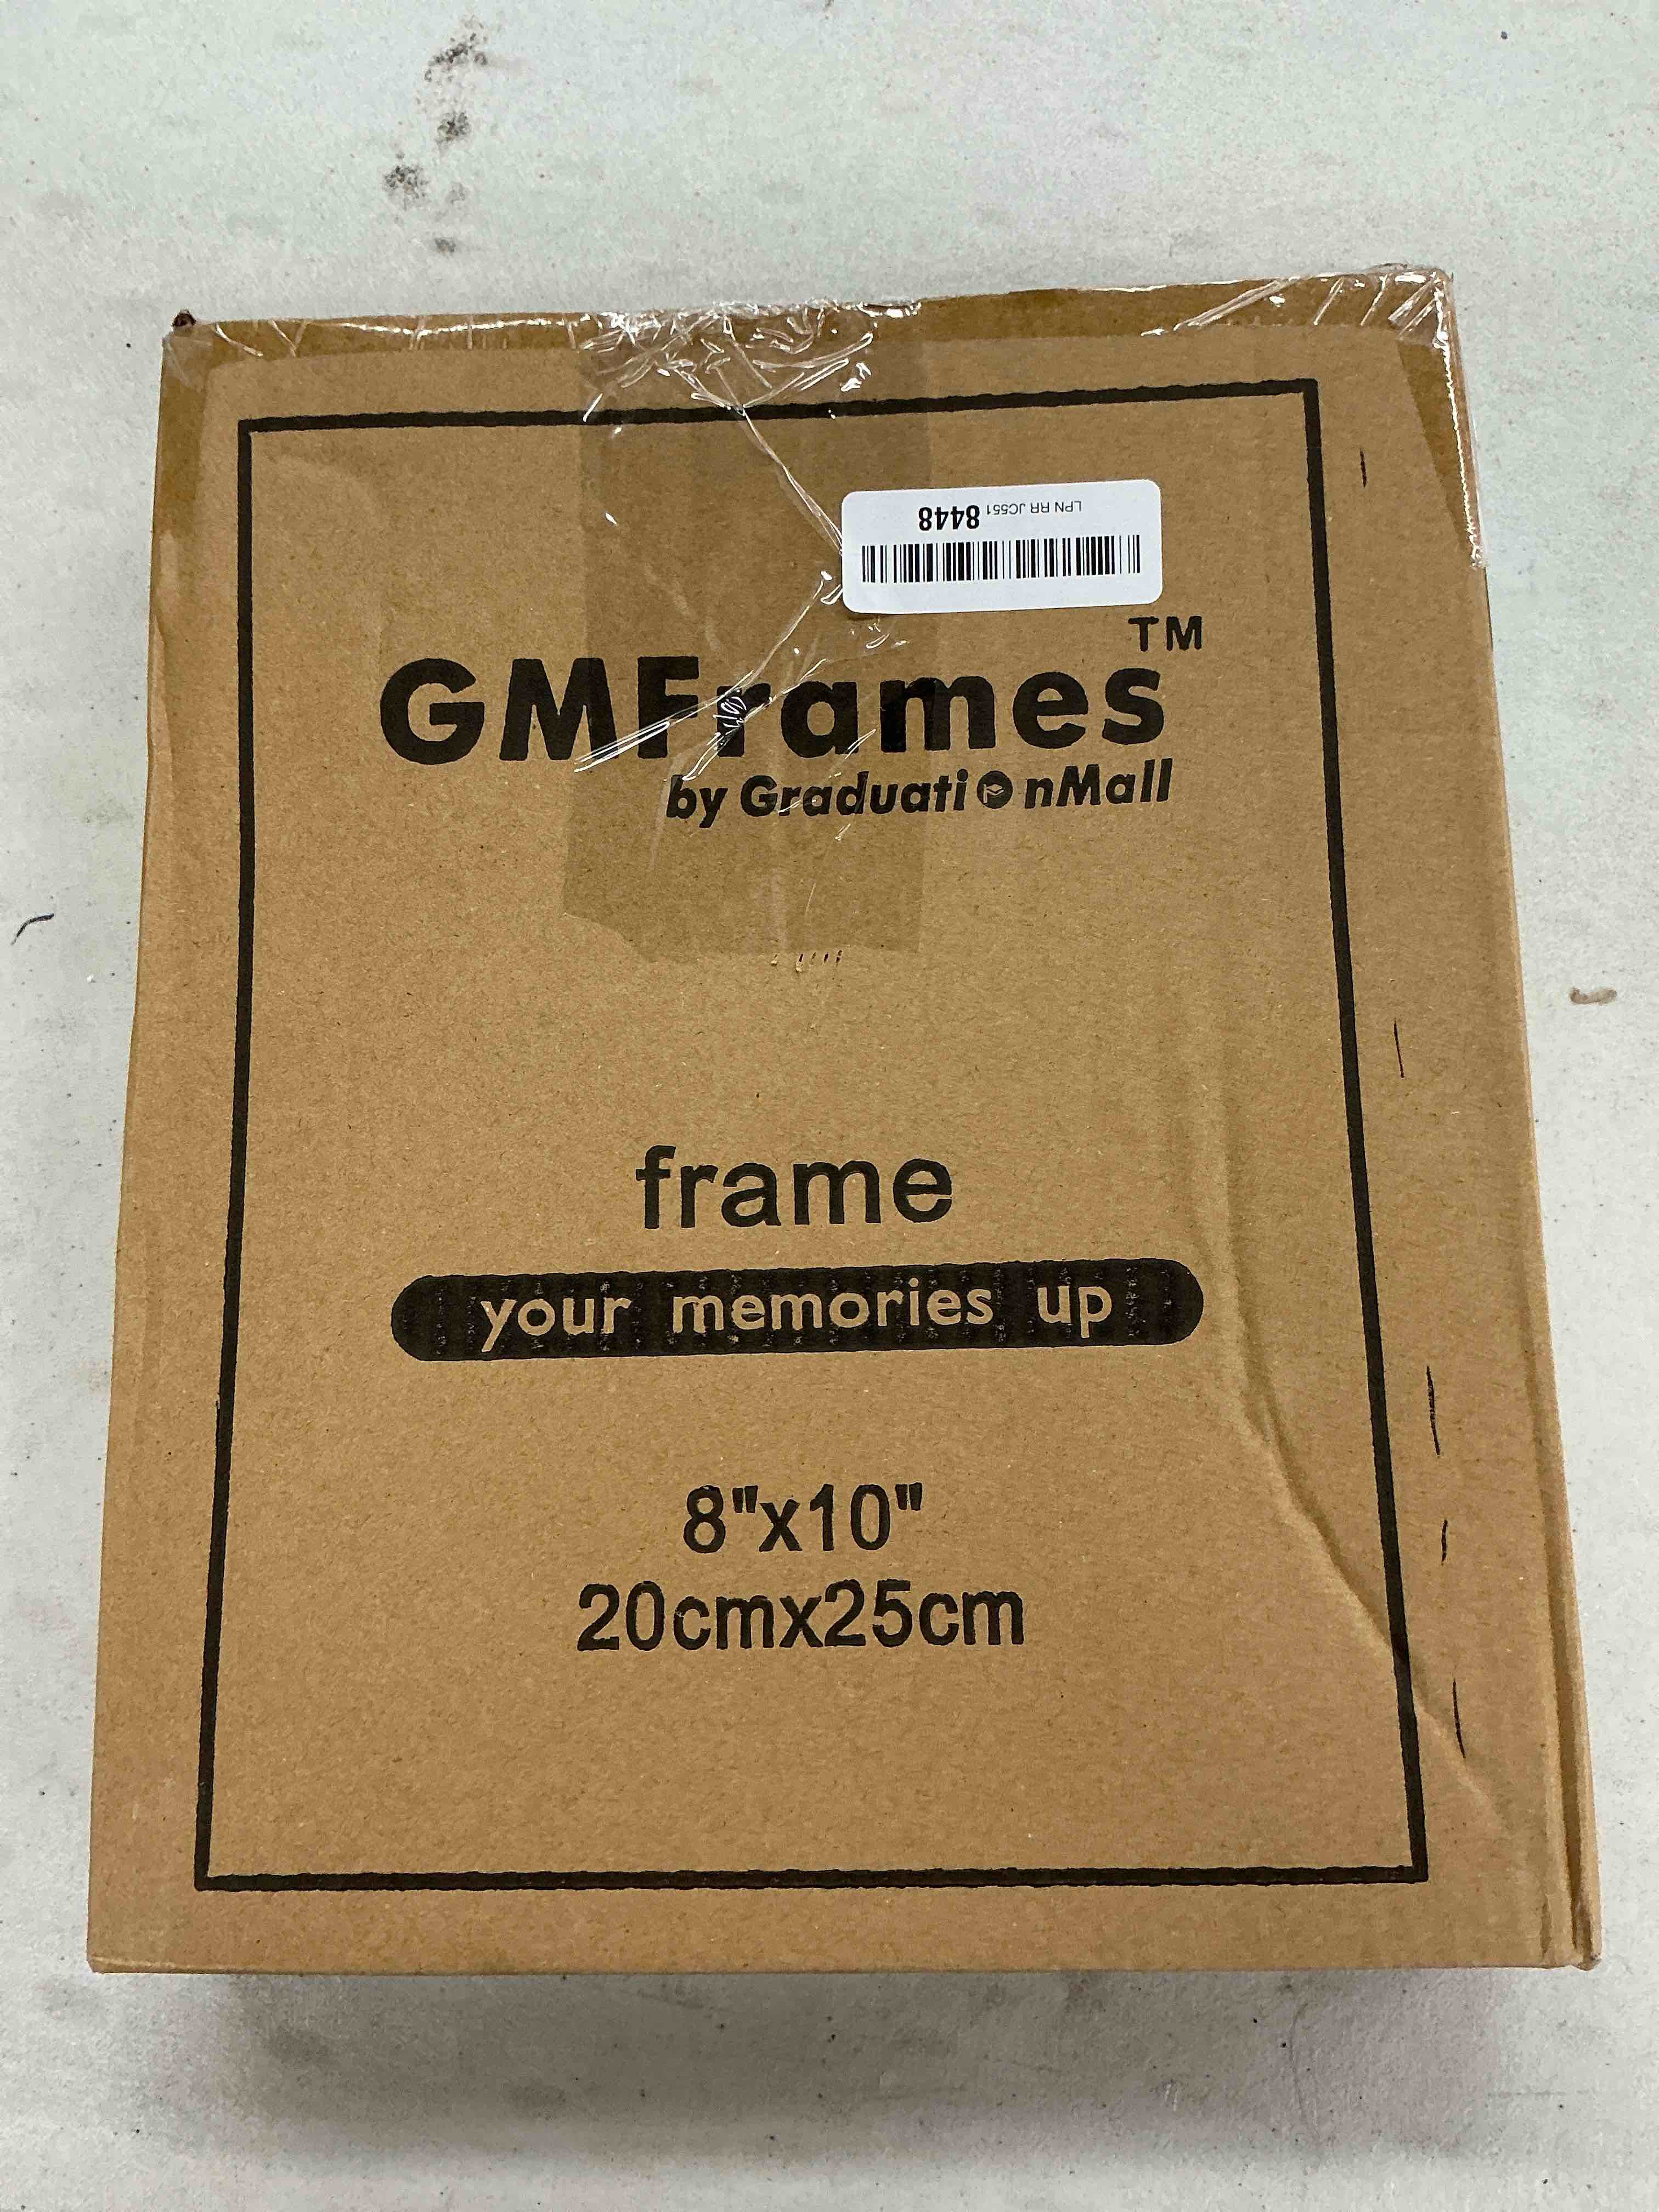 LPN RR JC551 8448
GMFrames™
by GraduationMall
frame
your memories up
8"x10"
20cmx25cm